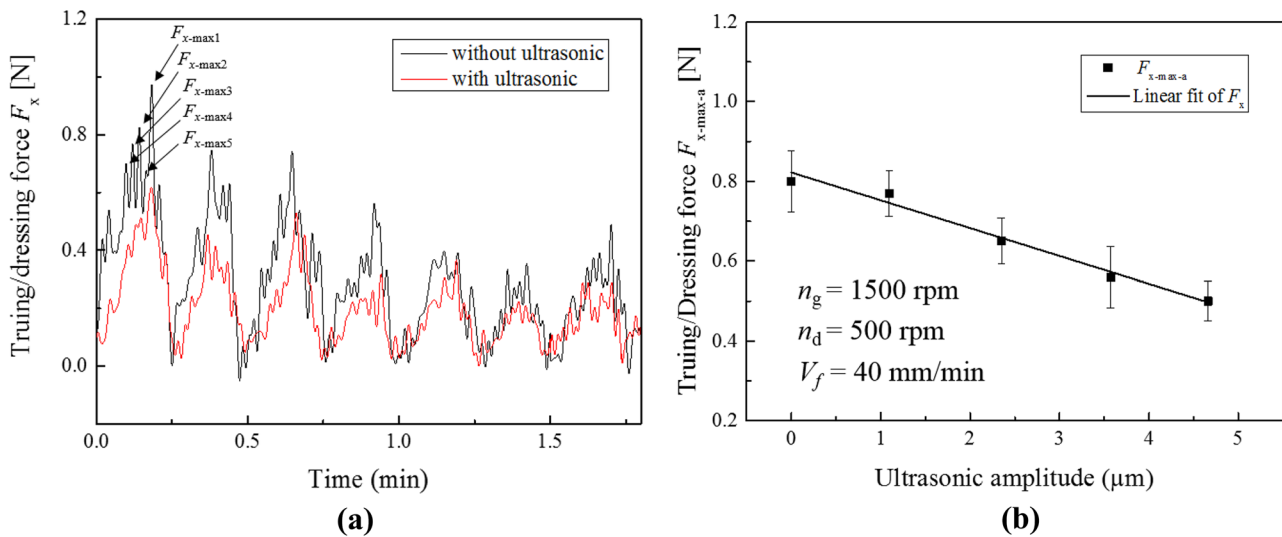 Truing/dressing force Fx [N]
1.2
0.8
0.4
0.0
Fx-max1
Fx-max2
Fx-max3
Fx-max4
Fx-max5
without ultrasonic
with ultrasonic
0.0 0.5 1.0 1.5
Time (min)
(a)
Truing/Dressing force Fx-max-a [N]
1.2
1.0
0.8
0.6
0.4
0.2
Fx-max-a
Linear fit of Fx
ng = 1500 rpm
nd = 500 rpm
Vf = 40 mm/min
0 1 2 3 4 5
Ultrasonic amplitude (µm)
(b)